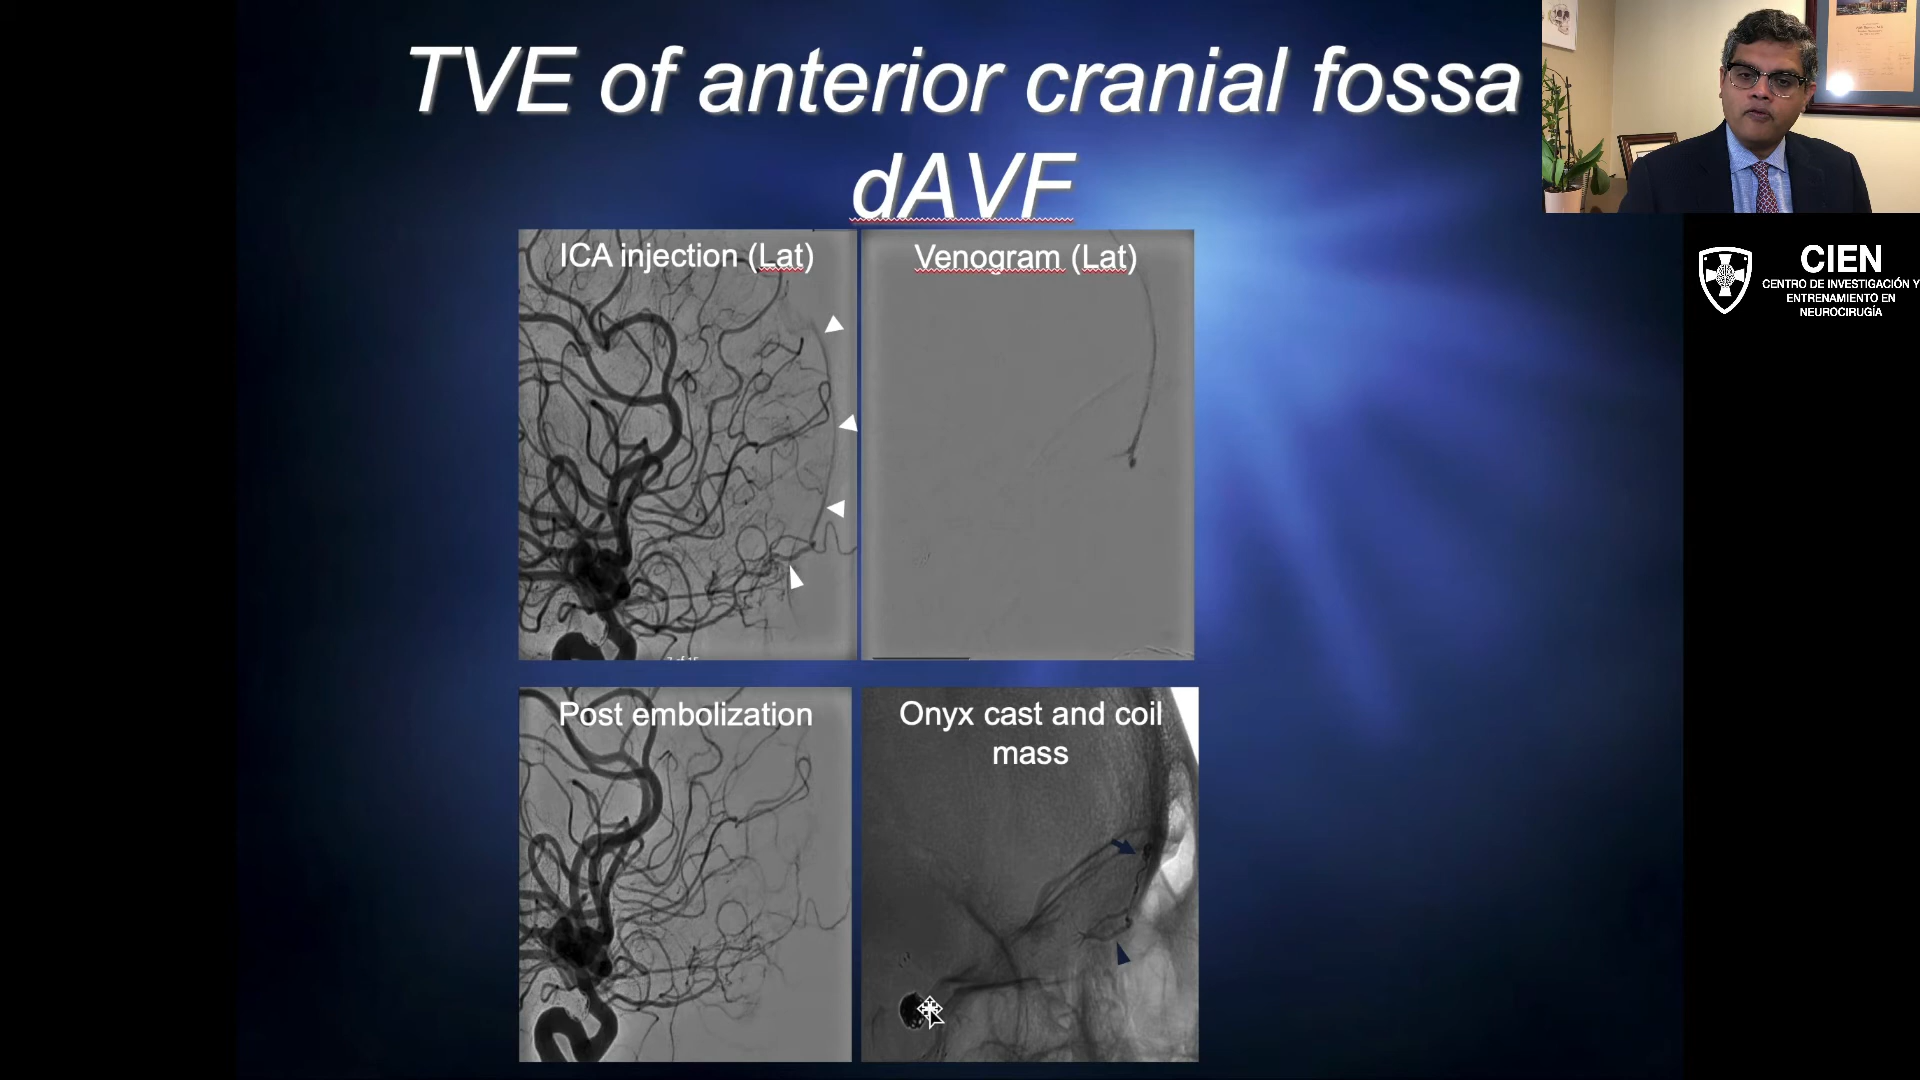 TVE of anterior cranial fossa
dAVF
ICA injection (Lat)
Venogram (Lat)
Post embolization
Onyx cast and coil
mass
CIEN
CENTRO DE INVESTIGACIÓN Y
ENTRENAMIENTO EN
NEUROCIRUGÍA